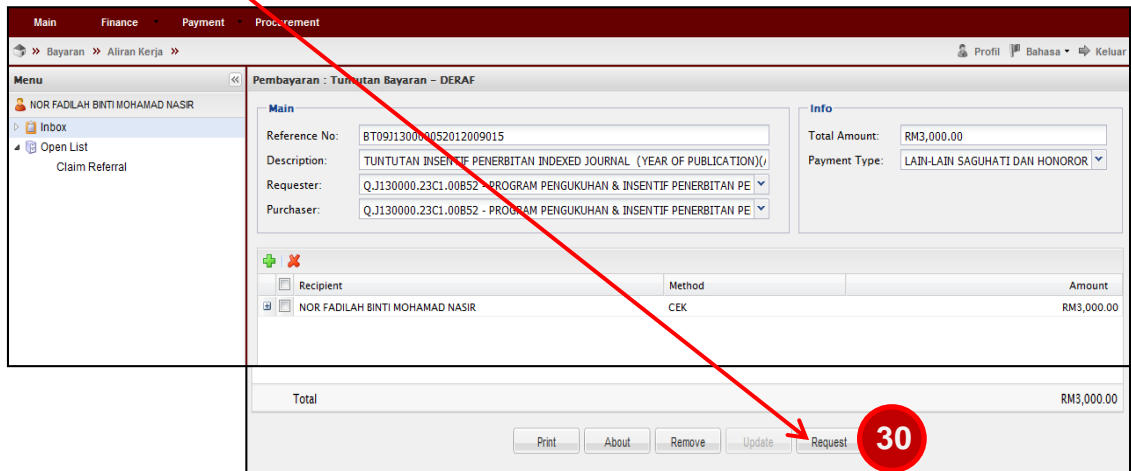 Main Finance Payment Procurement
» Bayaran » Aliran Kerja » Profil Bahasa Keluar
Menu
NOR FADILAH BINTI MOHAMAD NASIR
Inbox
Open List
Claim Referral
Pembayaran : Tuntutan Bayaran - DERAF
Main
Reference No:
Description: TUNTUTAN INSENTIF PENERBITAN INDEXED JOURNAL (YEAR OF PUBLICATION)(
Requester: Q.J130000.23C1.00B52 - PROGRAM PENGUKUHAN & INSENTIF PENERBITAN PE
Purchaser: Q.J130000.23C1.00B52 - PROGRAM PENGUKUHAN & INSENTIF PENERBITAN PE
Info
Total Amount: RM3,000.00
Payment Type: LAIN-LAIN SAGUHATI DAN HONOROR
Recipient Method Amount
NOR FADILAH BINTI MOHAMAD NASIR CEK RM3,000.00
Total RM3,000.00
Print About Remove Update Request 30